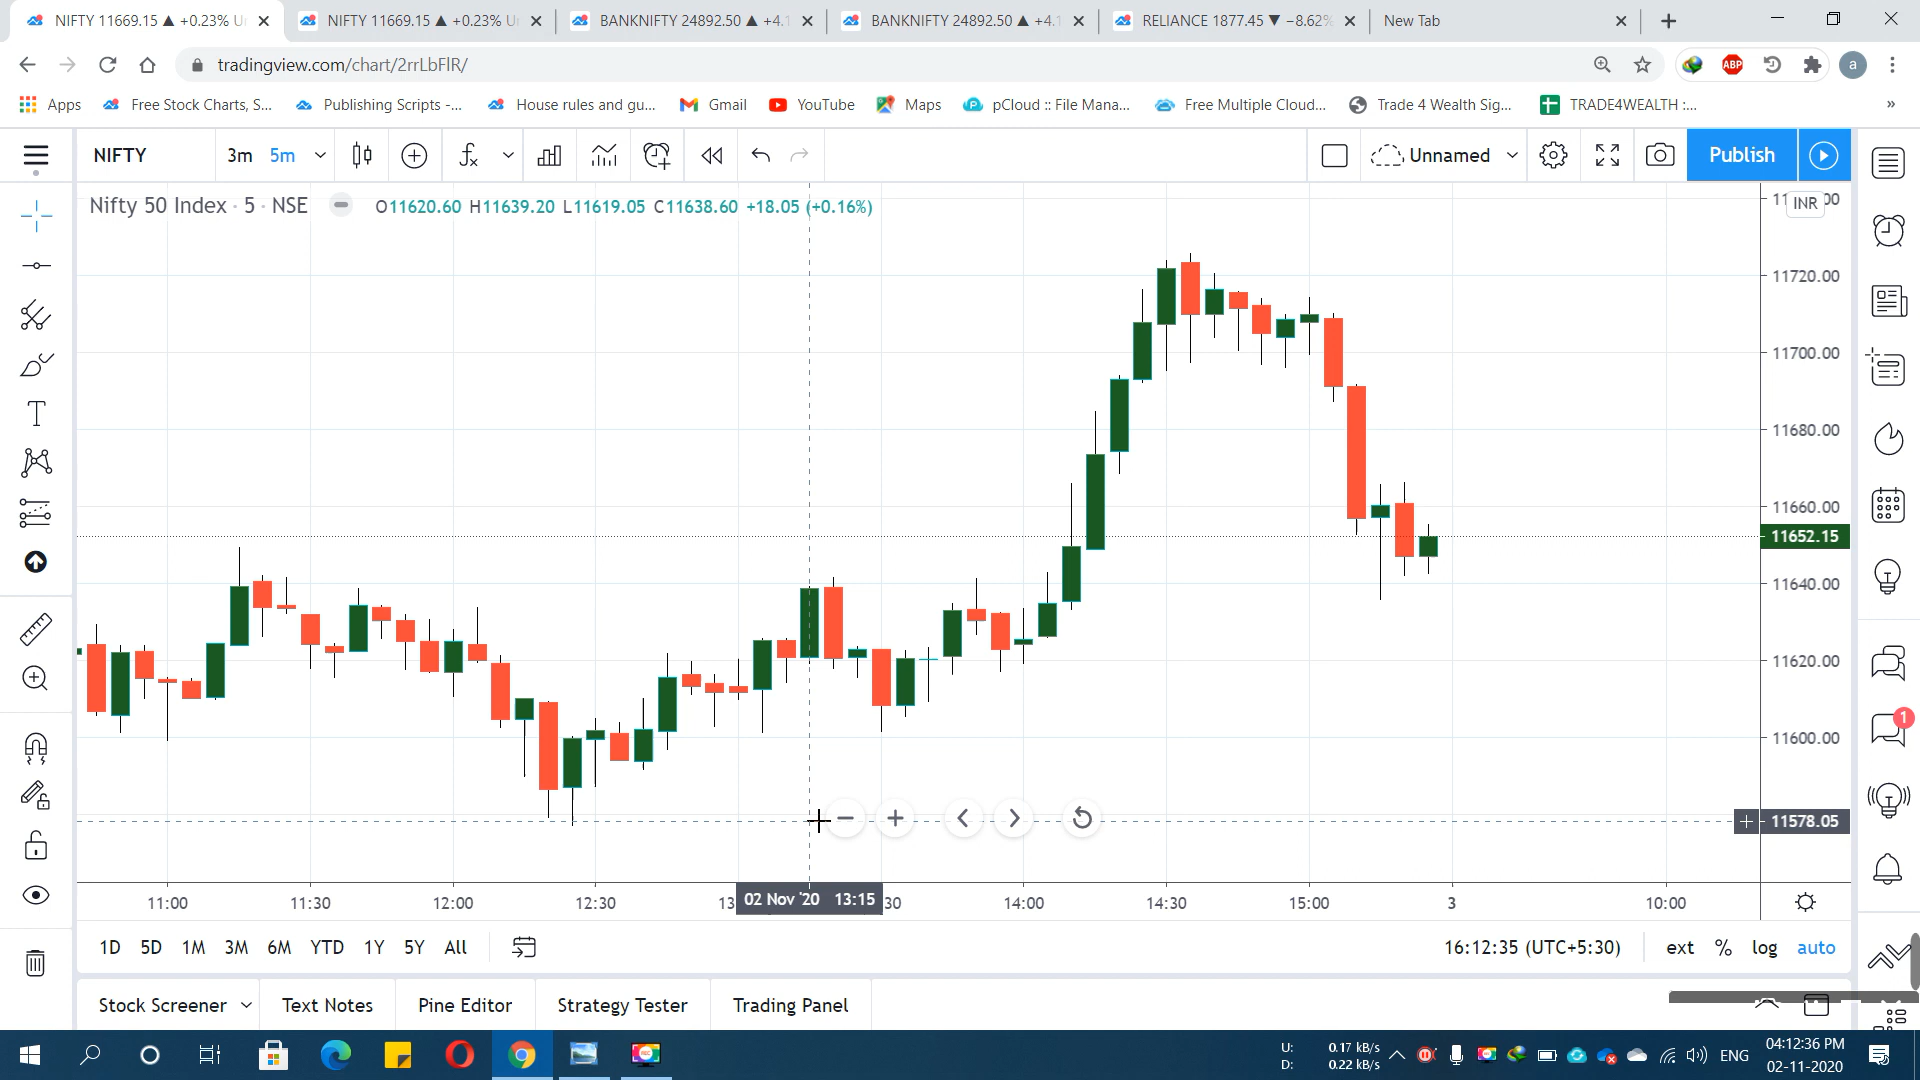 NIFTY 11669.15 ▲ +0.23% U
NIFTY 11669.15 ▲ +0.23% U
BANKNIFTY 24892.50 ▲ +4.1
BANKNIFTY 24892.50 ▲ +4.1
RELIANCE 1877.45 ▼ −8.62%
New Tab
tradingview.com/chart/2rrLbFlR/
ABP
a
Apps
Free Stock Charts, S...
Publishing Scripts -...
House rules and gu...
Gmail
YouTube
Maps
pCloud :: File Mana...
Free Multiple Cloud...
Trade 4 Wealth Sig...
TRADE4WEALTH :...
»
NIFTY
3m
5m
Unnamed
Publish
Nifty 50 Index · 5 · NSE
O11620.60 H11639.20 L11619.05 C11638.60 +18.05 (+0.16%)
INR
11720.00
11700.00
11680.00
11660.00
11652.15
11640.00
11620.00
11600.00
11578.05
1
11:00
11:30
12:00
12:30
02 Nov '20 13:15
14:00
14:30
15:00
3
10:00
1D 5D 1M 3M 6M YTD 1Y 5Y All
16:12:35 (UTC+5:30)
ext % log auto
Stock Screener
Text Notes
Pine Editor
Strategy Tester
Trading Panel
U: 0.17 kB/s
D: 0.22 kB/s
ENG
04:12:36 PM
02-11-2020